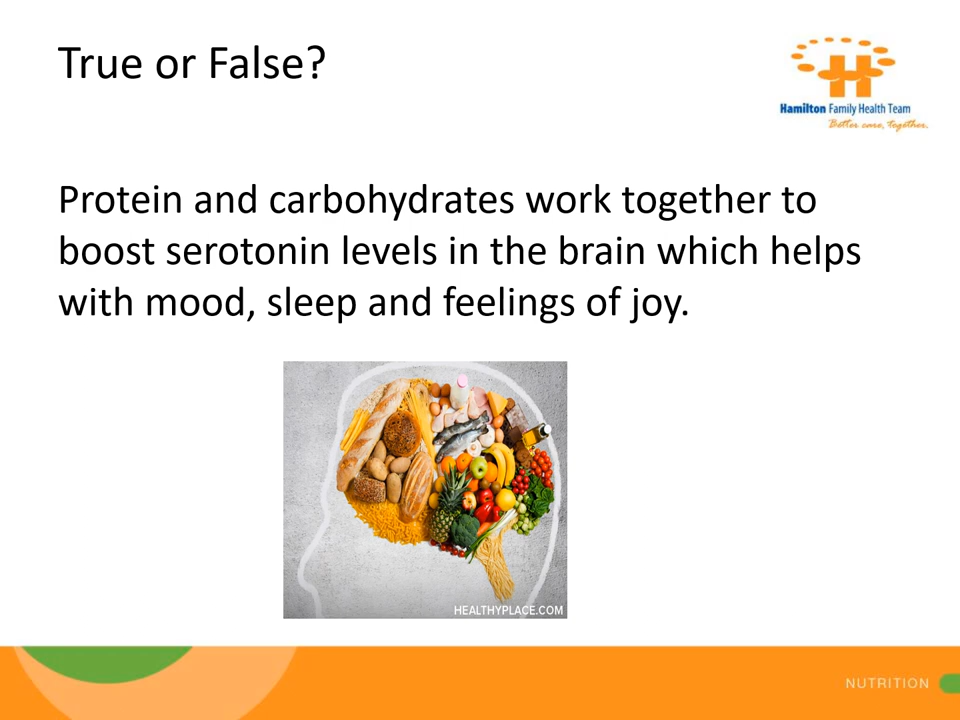 True or False?
Hamilton Family Health Team
Better care, together.
Protein and carbohydrates work together to
boost serotonin levels in the brain which helps
with mood, sleep and feelings of joy.
HEALTHYPLACE.COM
NUTRITION